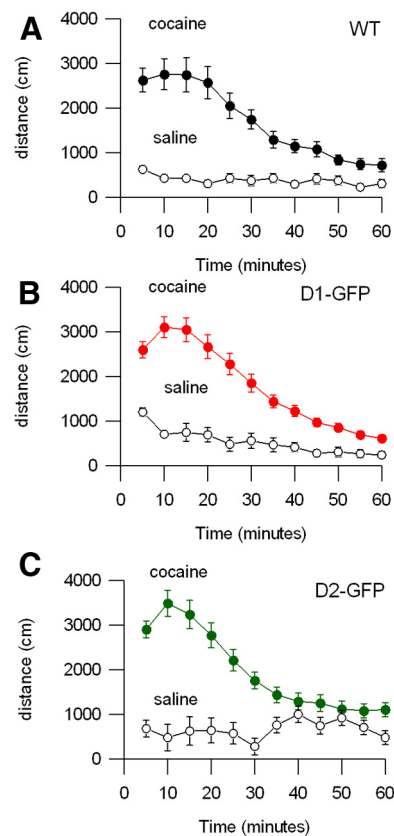 A
cocaine
WT
4000
3000
2000
1000
0
distance (cm)
saline
0 10 20 30 40 50 60
Time (minutes)
B
cocaine
D1-GFP
4000
3000
2000
1000
0
distance (cm)
saline
0 10 20 30 40 50 60
Time (minutes)
C
cocaine
D2-GFP
4000
3000
2000
1000
0
distance (cm)
saline
0 10 20 30 40 50 60
Time (minutes)